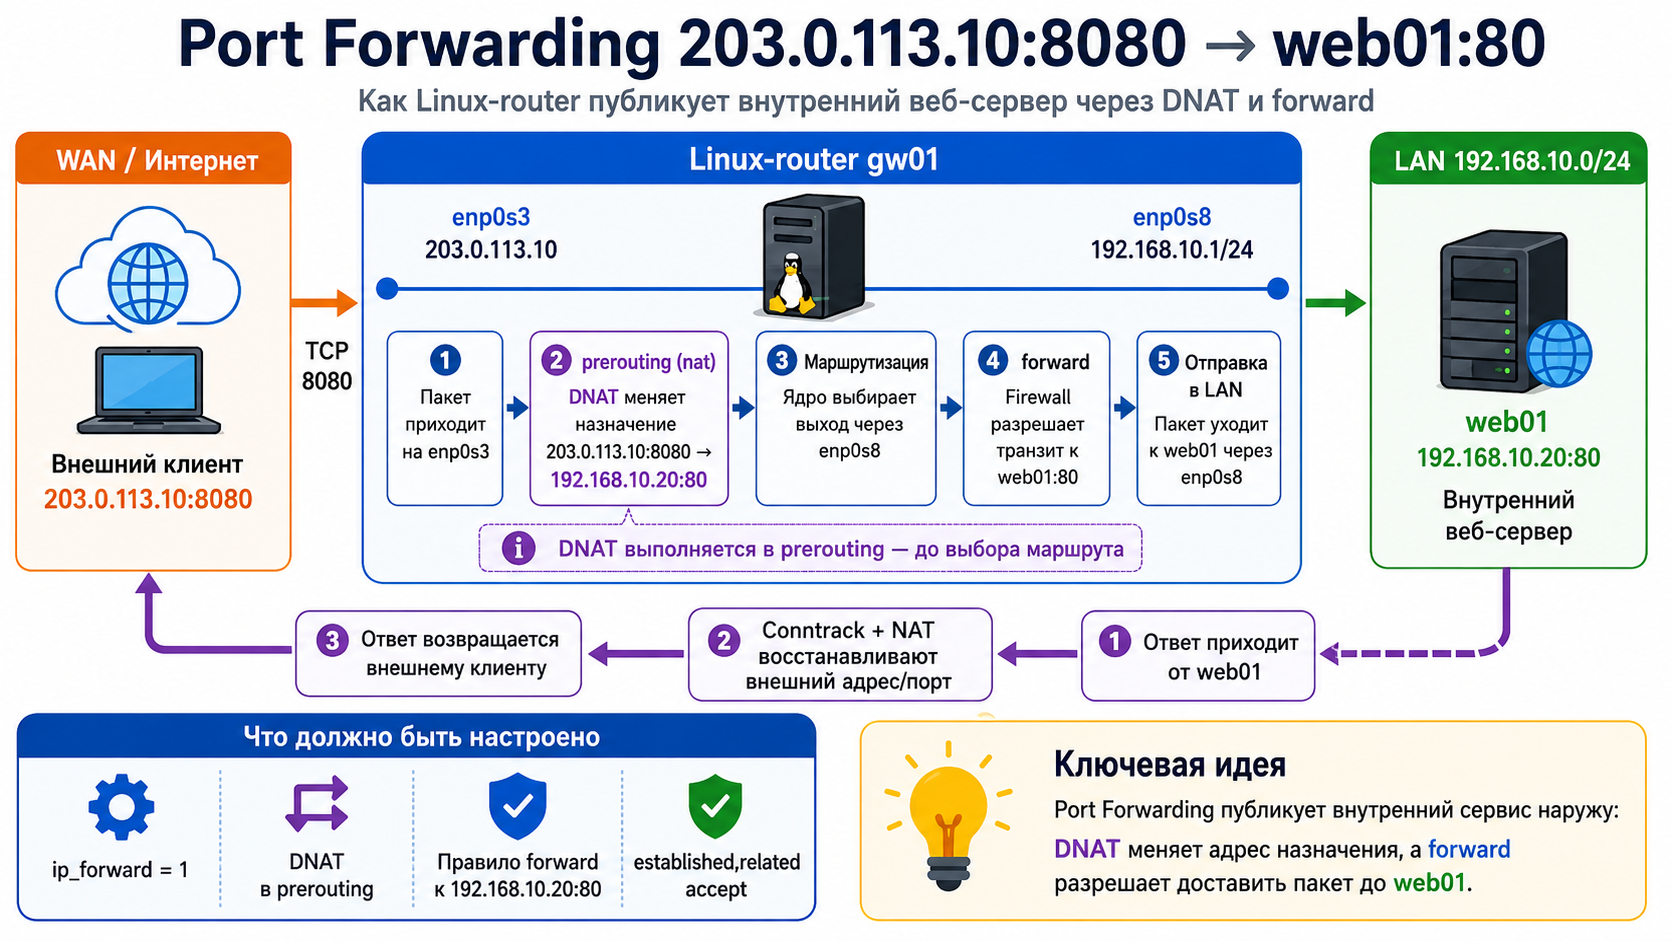 Port Forwarding 203.0.113.10:8080 → web01:80
Как Linux-router публикует внутренний веб-сервер через DNAT и forward
WAN / Интернет
Внешний клиент
203.0.113.10:8080
TCP
8080
Linux-router gw01
enp0s3
203.0.113.10
enp0s8
192.168.10.1/24
1
Пакет
приходит
на enp0s3
2 prerouting (nat)
DNAT меняет
назначение
203.0.113.10:8080 →
192.168.10.20:80
3 Маршрутизация
Ядро выбирает
выход через
enp0s8
4 forward
Firewall
разрешает
транзит к
web01:80
5 Отправка
в LAN
Пакет уходит
к web01 через
enp0s8
i DNAT выполняется в prerouting — до выбора маршрута
LAN 192.168.10.0/24
web01
192.168.10.20:80
Внутренний
веб-сервер
3 Ответ возвращается
внешнему клиенту
2 Conntrack + NAT
восстанавливают
внешний адрес/порт
1 Ответ приходит
от web01
Что должно быть настроено
ip_forward = 1
DNAT
в prerouting
Правило forward
к 192.168.10.20:80
established,related
accept
Ключевая идея
Port Forwarding публикует внутренний сервис наружу:
DNAT меняет адрес назначения, а forward
разрешает доставить пакет до web01.